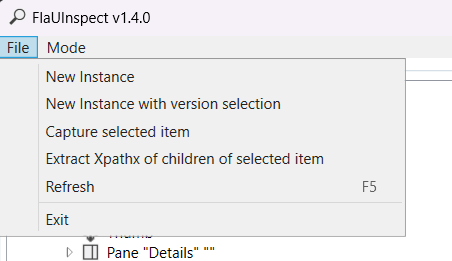 FlaUInspect v1.4.0
File Mode
New Instance
New Instance with version selection
Capture selected item
Extract Xpathx of children of selected item
Refresh F5
Exit
Thumb
Pane "Details" ""